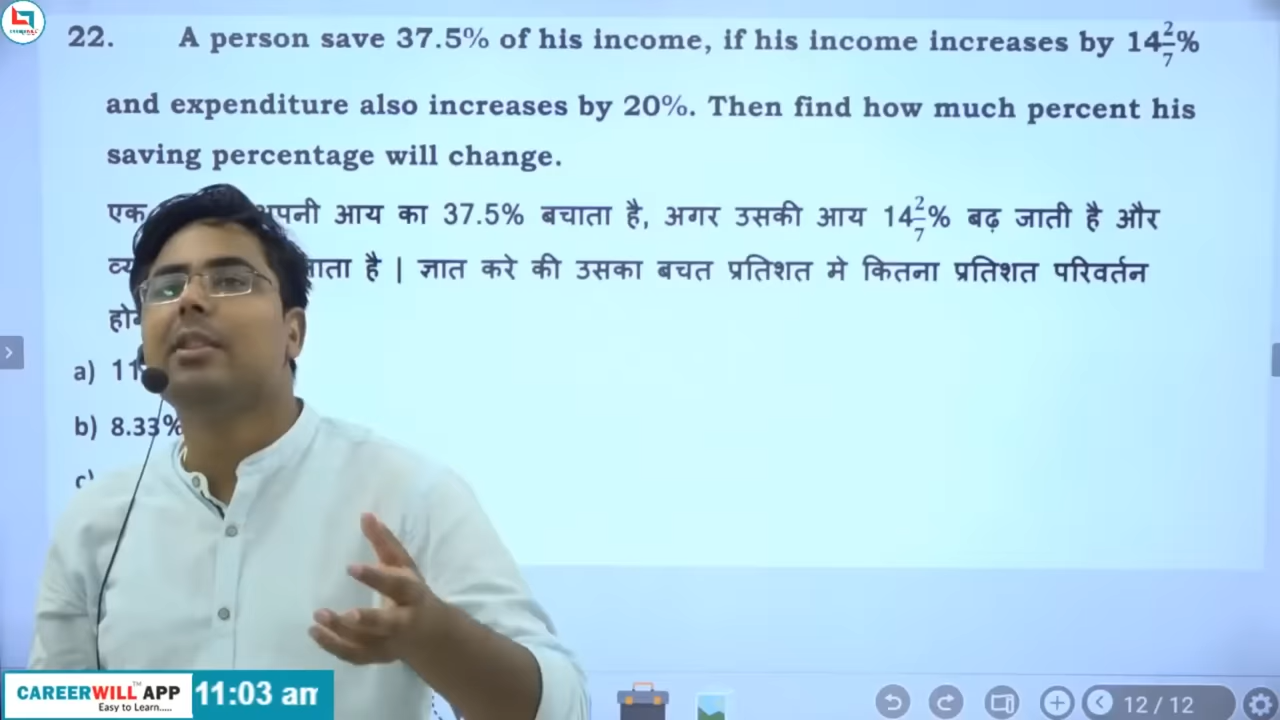 22. A person save 37.5% of his income, if his income increases by 14 2/7%
and expenditure also increases by 20%. Then find how much percent his
saving percentage will change.
एक आय का 37.5% बचाता है, अगर उसकी आय 14 2/7% बढ़ जाती है और
है | ज्ञात करे की उसका बचत प्रतिशत मे कितना प्रतिशत परिवर्तन
a) 11
b) 8.33%
CAREERWILL APP
Easy to Learn.....
11:03 am
12 / 12